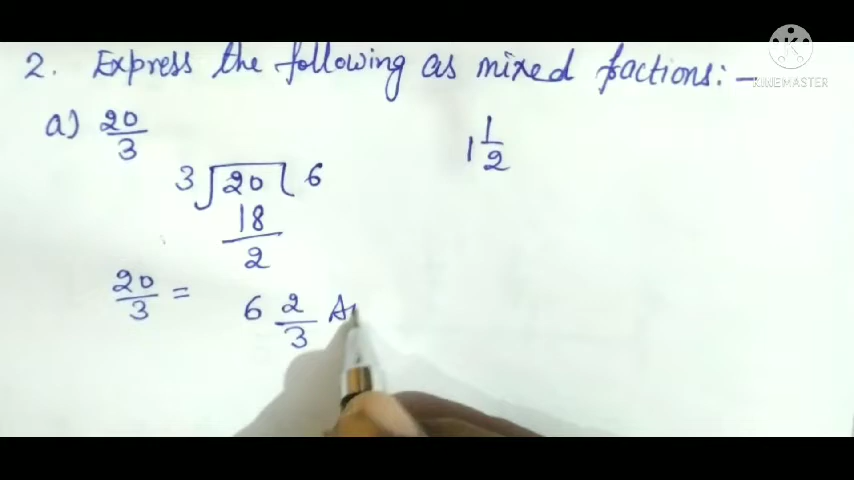 KINEMASTER
2. Express the following as mixed factions: -
a) 20/3
1 1/2
3 20 6
18
2
20/3 = 6 2/3